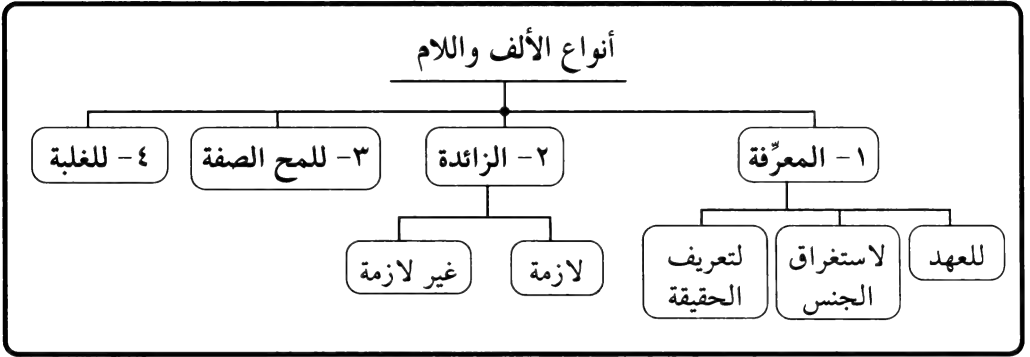 أنواع الألف واللام
١- المعرِّفة
٢- الزائدة
٣- للمح الصفة
٤- للغلبة
للعهد
لاستغراق
الجنس
لتعريف
الحقيقة
لازمة
غير لازمة